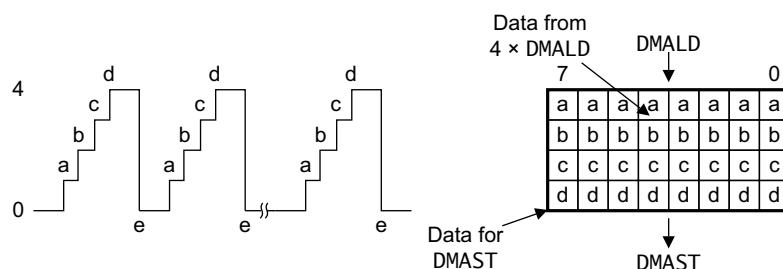 4
0
a
b
c
d
e
a
b
c
d
e
a
b
c
d
e
Data from
4 × DMALD
DMALD
7 0
a a a a a a a a
b b b b b b b b
c c c c c c c c
d d d d d d d d
Data for
DMAST
DMAST